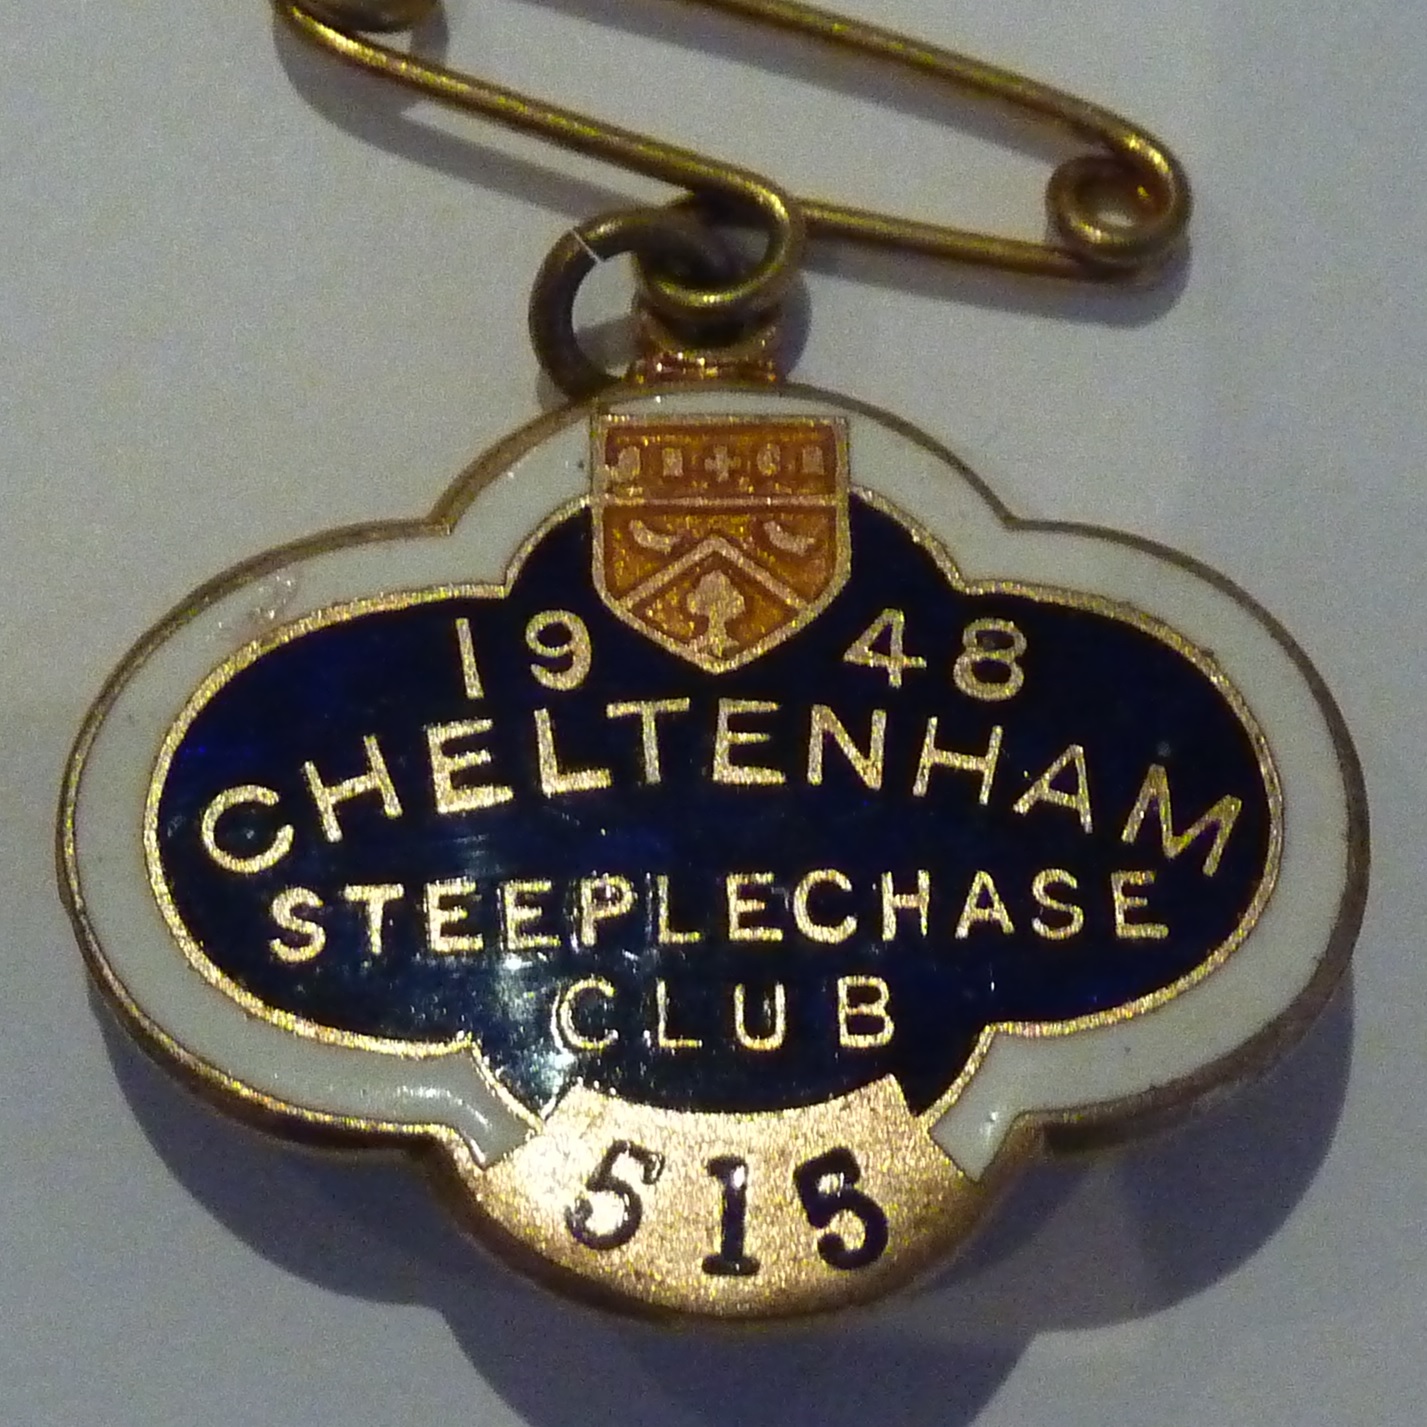 1948
CHELTENHAM
STEEPLECHASE
CLUB
515